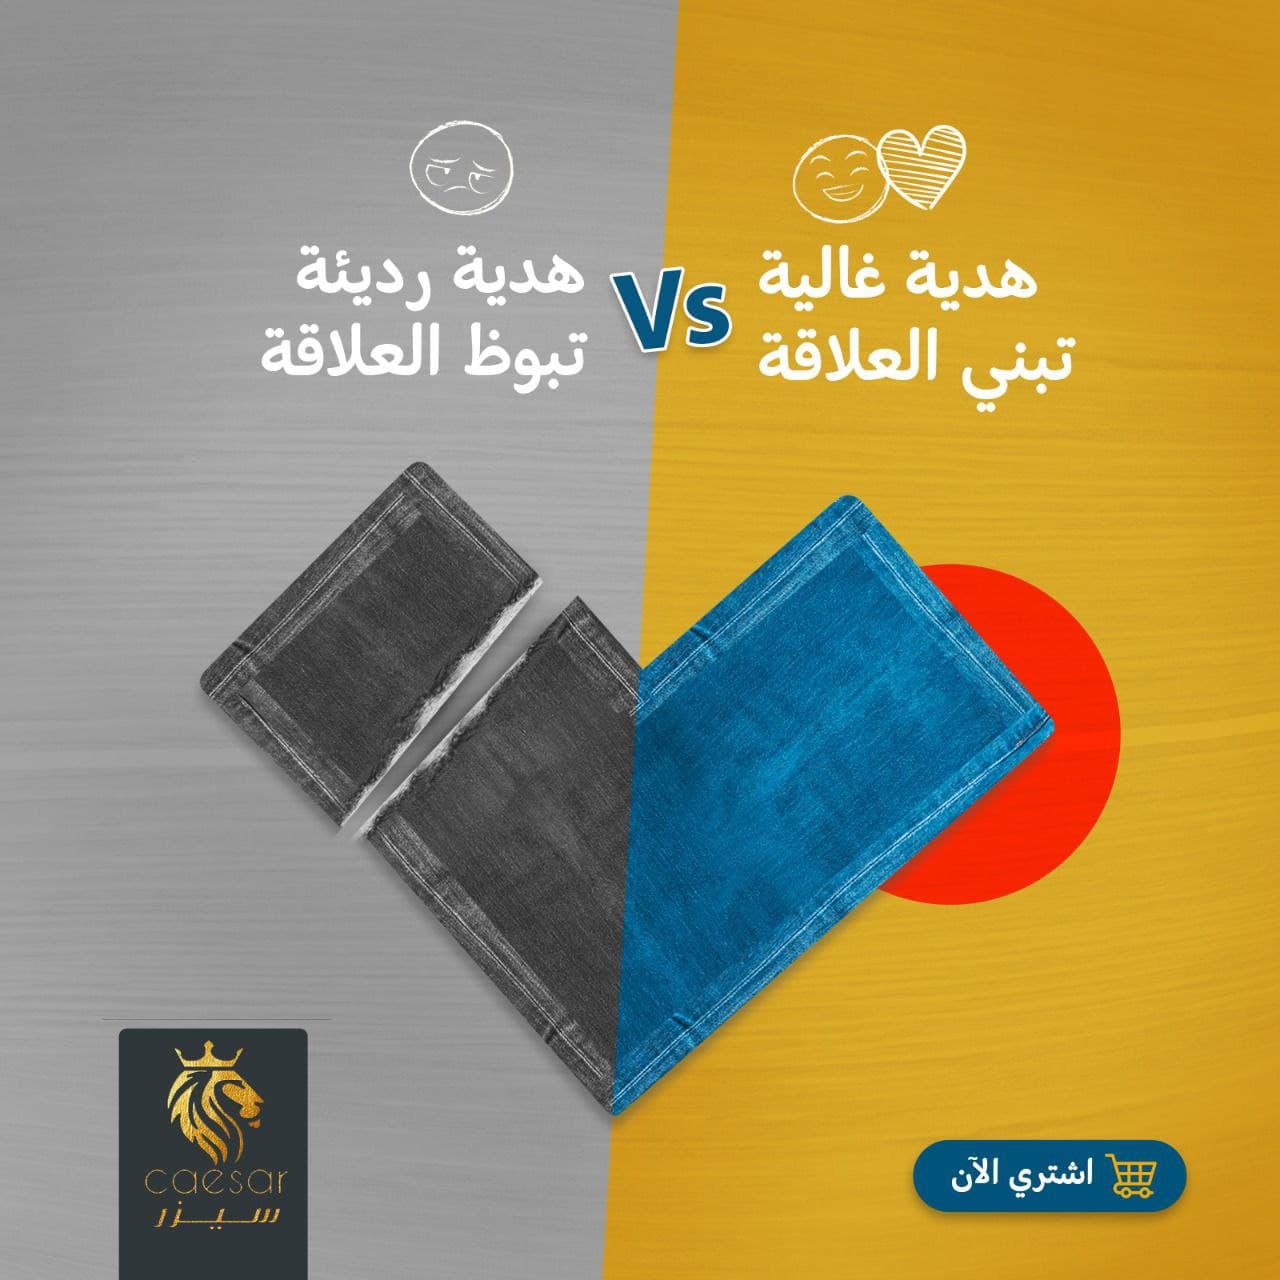 هدية غالية
تبني العلاقة
Vs
هدية رديئة
تبوظ العلاقة
caesar
سيزر
اشتري الآن